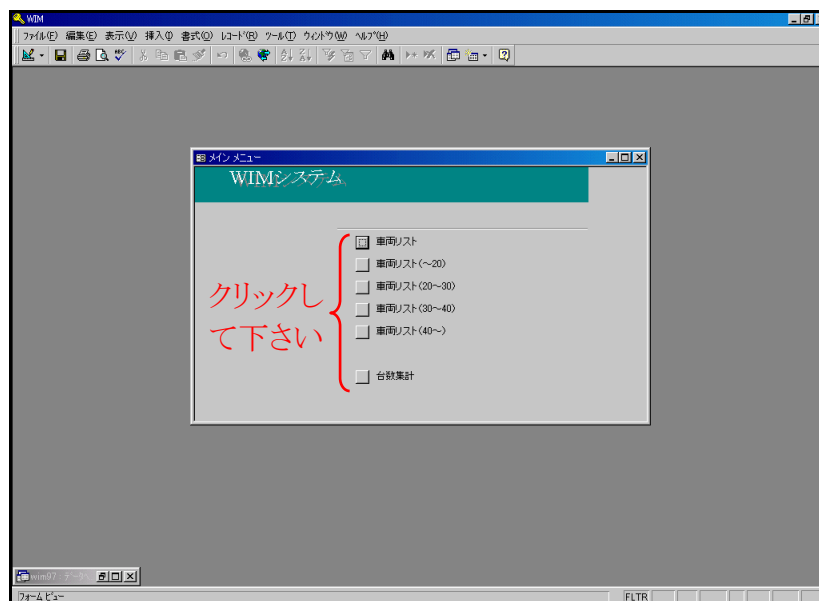 WIM
ファイル(F) 編集(E) 表示(V) 挿入(I) 書式(O) レコード(R) ツール(T) ウィンドウ(W) ヘルプ(H)
メイン メニュー
WIMシステム
車両リスト
車両リスト(～20)
車両リスト(20～30)
車両リスト(30～40)
車両リスト(40～)
台数集計
クリックし
て下さい
wim97 : データベ
フォーム ビュー
FLTR